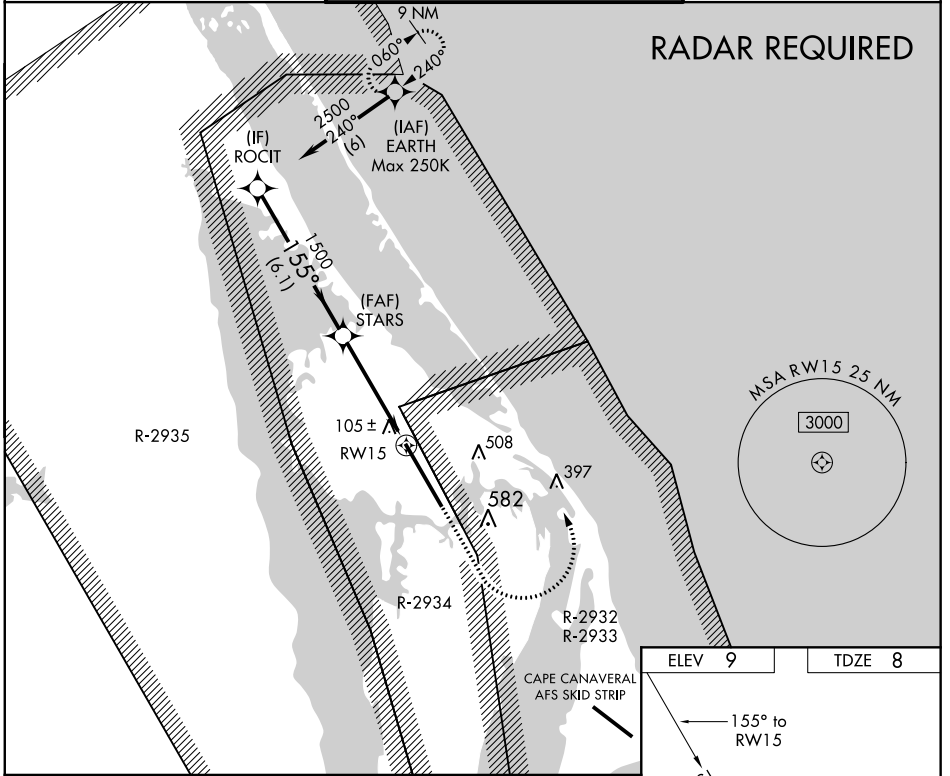 9 NM
RADAR REQUIRED
060°
240°
2500
240°
(6)
(IAF)
EARTH
Max 250K
(IF)
ROCIT
1500
155°
(6.1)
(FAF)
STARS
MSA RW15 25 NM
3000
105 ±
RW15
R-2935
508
397
582
R-2934
R-2932
R-2933
CAPE CANAVERAL
AFS SKID STRIP
ELEV 9
TDZE 8
155° to
RW15